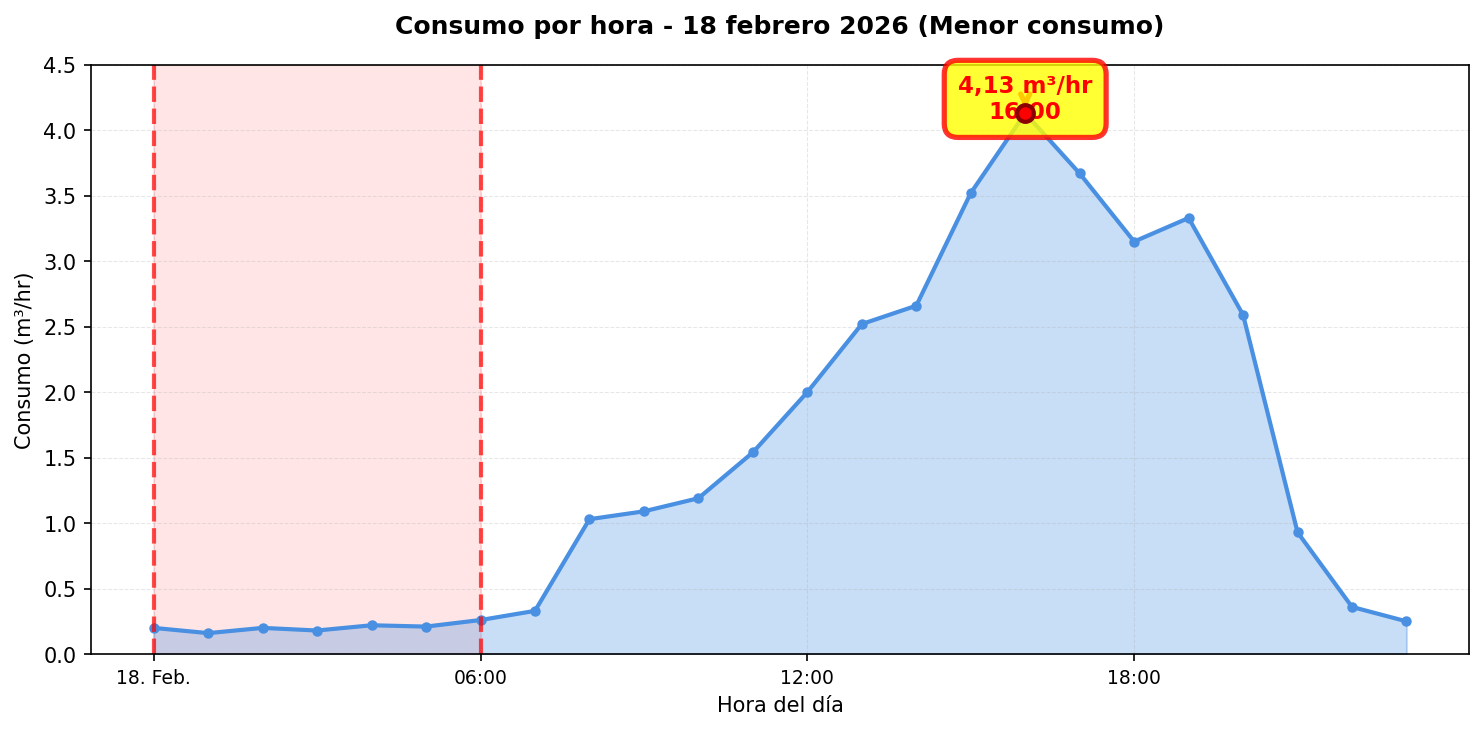 Consumo por hora - 18 febrero 2026 (Menor consumo)
4,13 m³/hr
16:00
4.5
4.0
3.5
3.0
2.5
2.0
1.5
1.0
0.5
0.0
Consumo (m³/hr)
18. Feb.
06:00
12:00
18:00
Hora del día